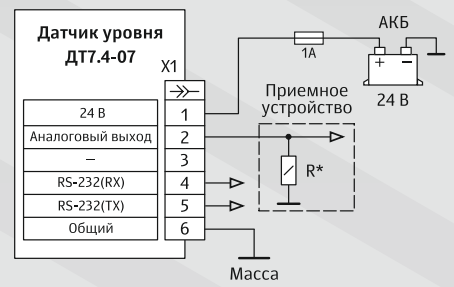 Датчик уровня
ДТ7.4-07
X1
24 В 1
Аналоговый выход 2
– 3
RS-232(RX) 4
RS-232(TX) 5
Общий 6
1А
АКБ
+ –
24 В
Приемное
устройство
R*
Масса